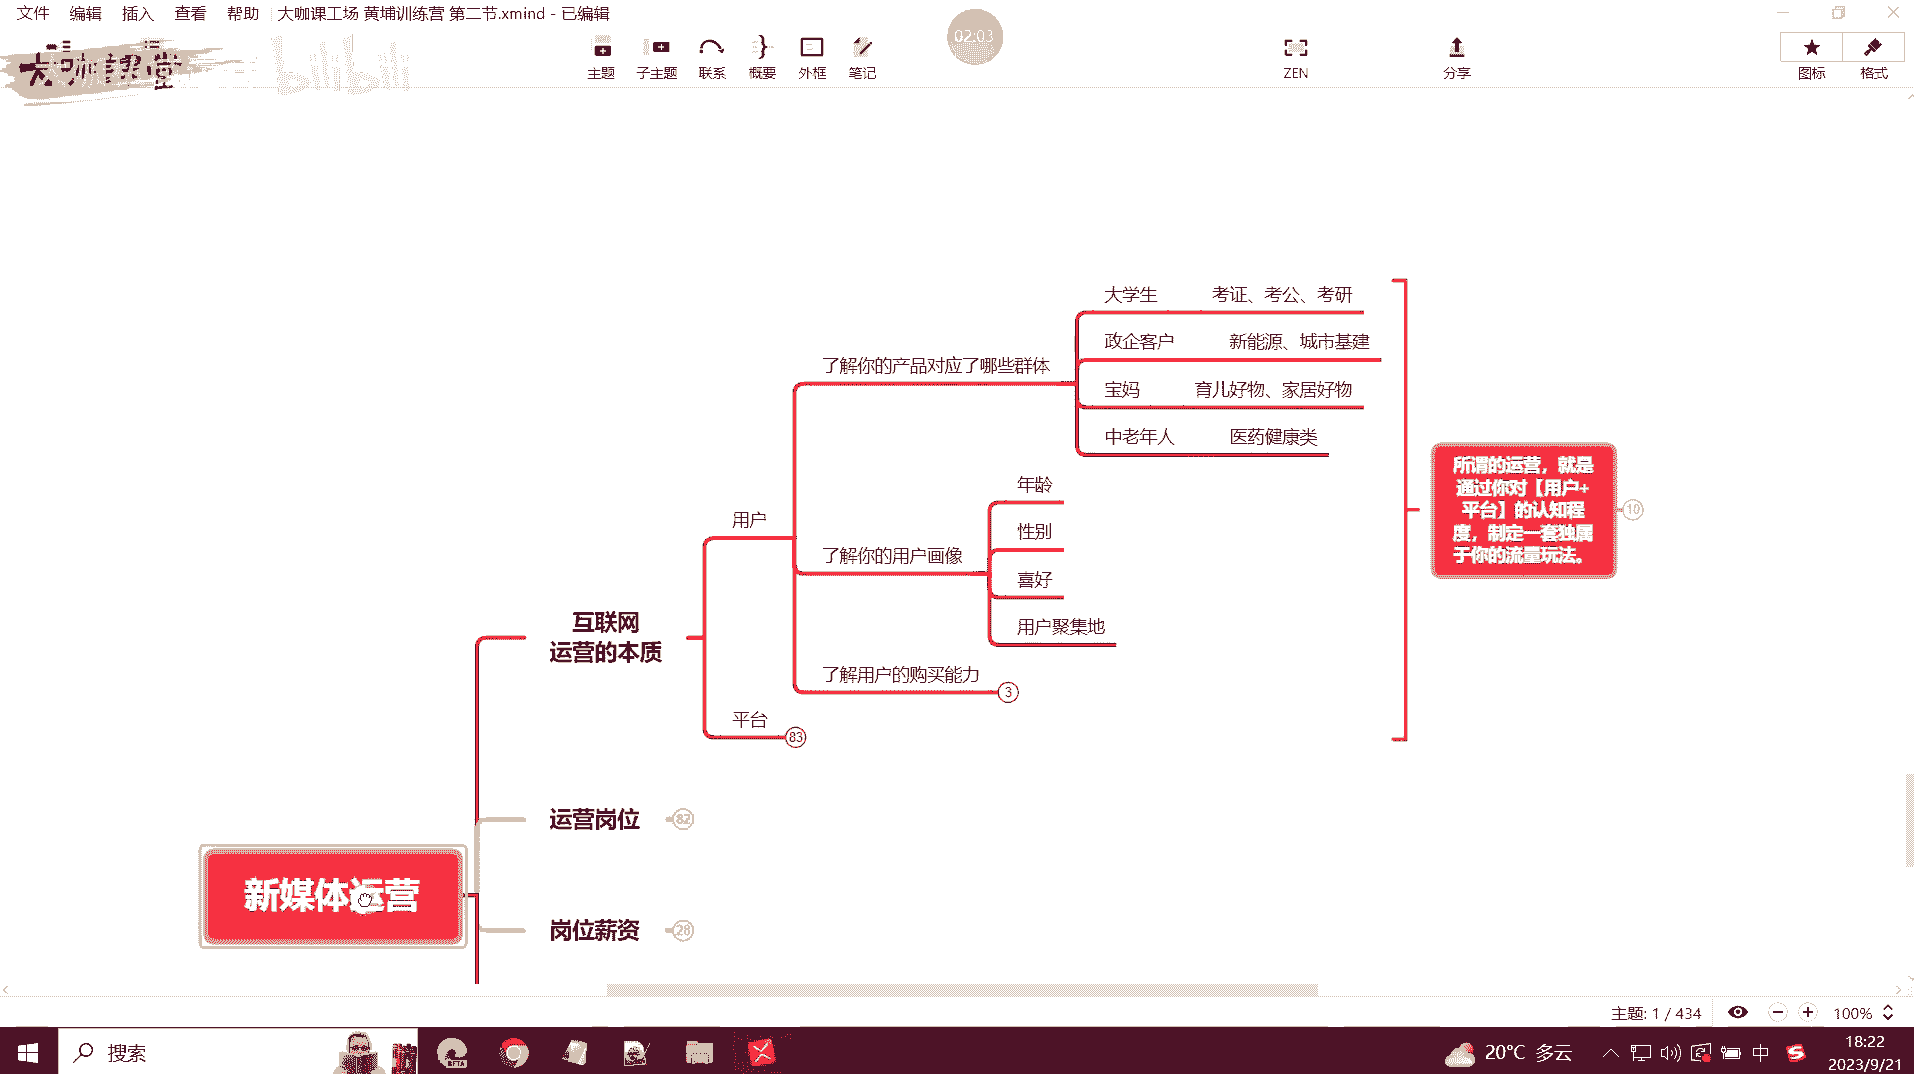 文件 编辑 插入 查看 帮助 大咖课工场 黄埔训练营 第二节.xmind - 已编辑
大咖课堂 bilibili
02:03
主题 子主题 联系 概要 外框 笔记 ZEN 分享 图标 格式
大学生 考证、考公、考研
政企客户 新能源、城市基建
了解你的产品对应了哪些群体
宝妈 育儿好物、家居好物
中老年人 医药健康类
所谓的运营，就是
通过你对【用户+
平台】的认知程
度，制定一套独属
于你的流量玩法。
10
年龄
用户
性别
了解你的用户画像
喜好
用户聚集地
互联网
运营的本质
了解用户的购买能力 3
平台 83
运营岗位 82
新媒体运营
岗位薪资 28
主题: 1 / 434 100%
搜索
BETA
20°C 多云
中
18:22
2023/9/21